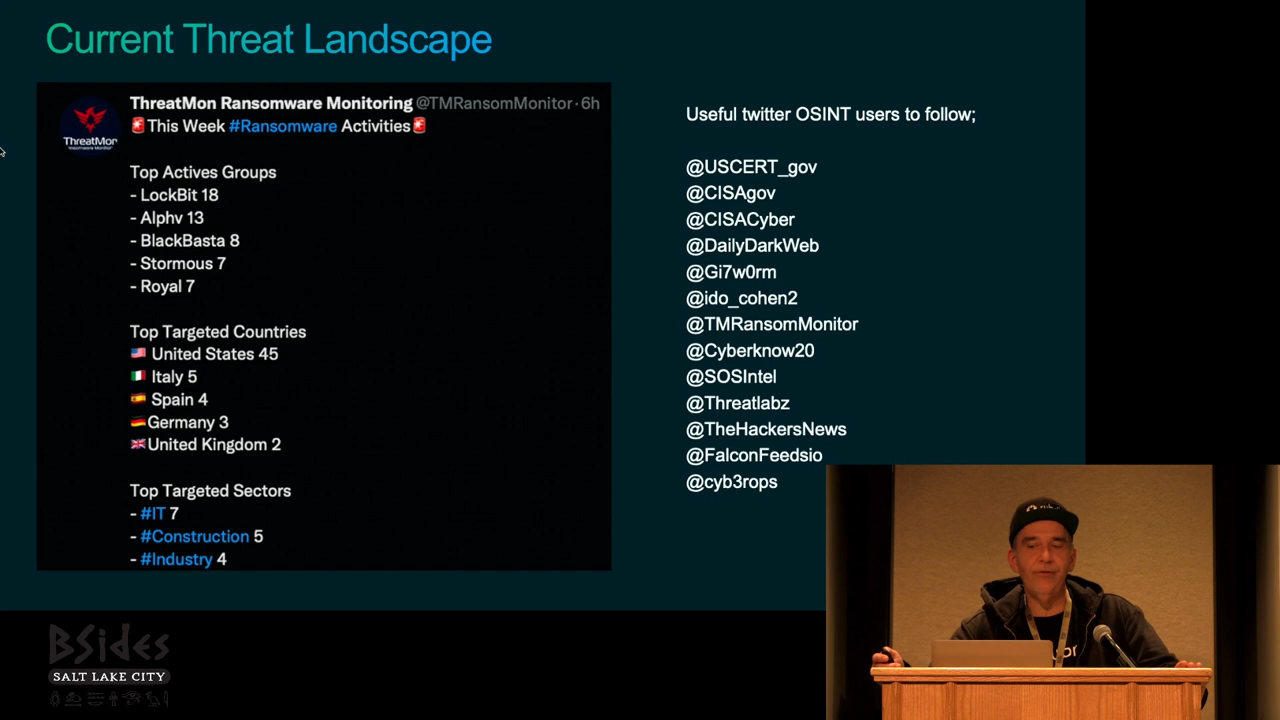 Current Threat Landscape
ThreatMon Ransomware Monitoring @TMRansomMonitor · 6h
🚨This Week #Ransomware Activities🚨
ThreatMon
Top Actives Groups
- LockBit 18
- Alphv 13
- BlackBasta 8
- Stormous 7
- Royal 7
Top Targeted Countries
🇺🇸 United States 45
🇮🇹 Italy 5
🇪🇸 Spain 4
🇩🇪Germany 3
🇬🇧United Kingdom 2
Top Targeted Sectors
- #IT 7
- #Construction 5
- #Industry 4
Useful twitter OSINT users to follow;
@USCERT_gov
@CISAgov
@CISACyber
@DailyDarkWeb
@Gi7w0rm
@ido_cohen2
@TMRansomMonitor
@Cyberknow20
@SOSIntel
@Threatlabz
@TheHackersNews
@FalconFeedsio
@cyb3rops
BSides
SALT LAKE CITY